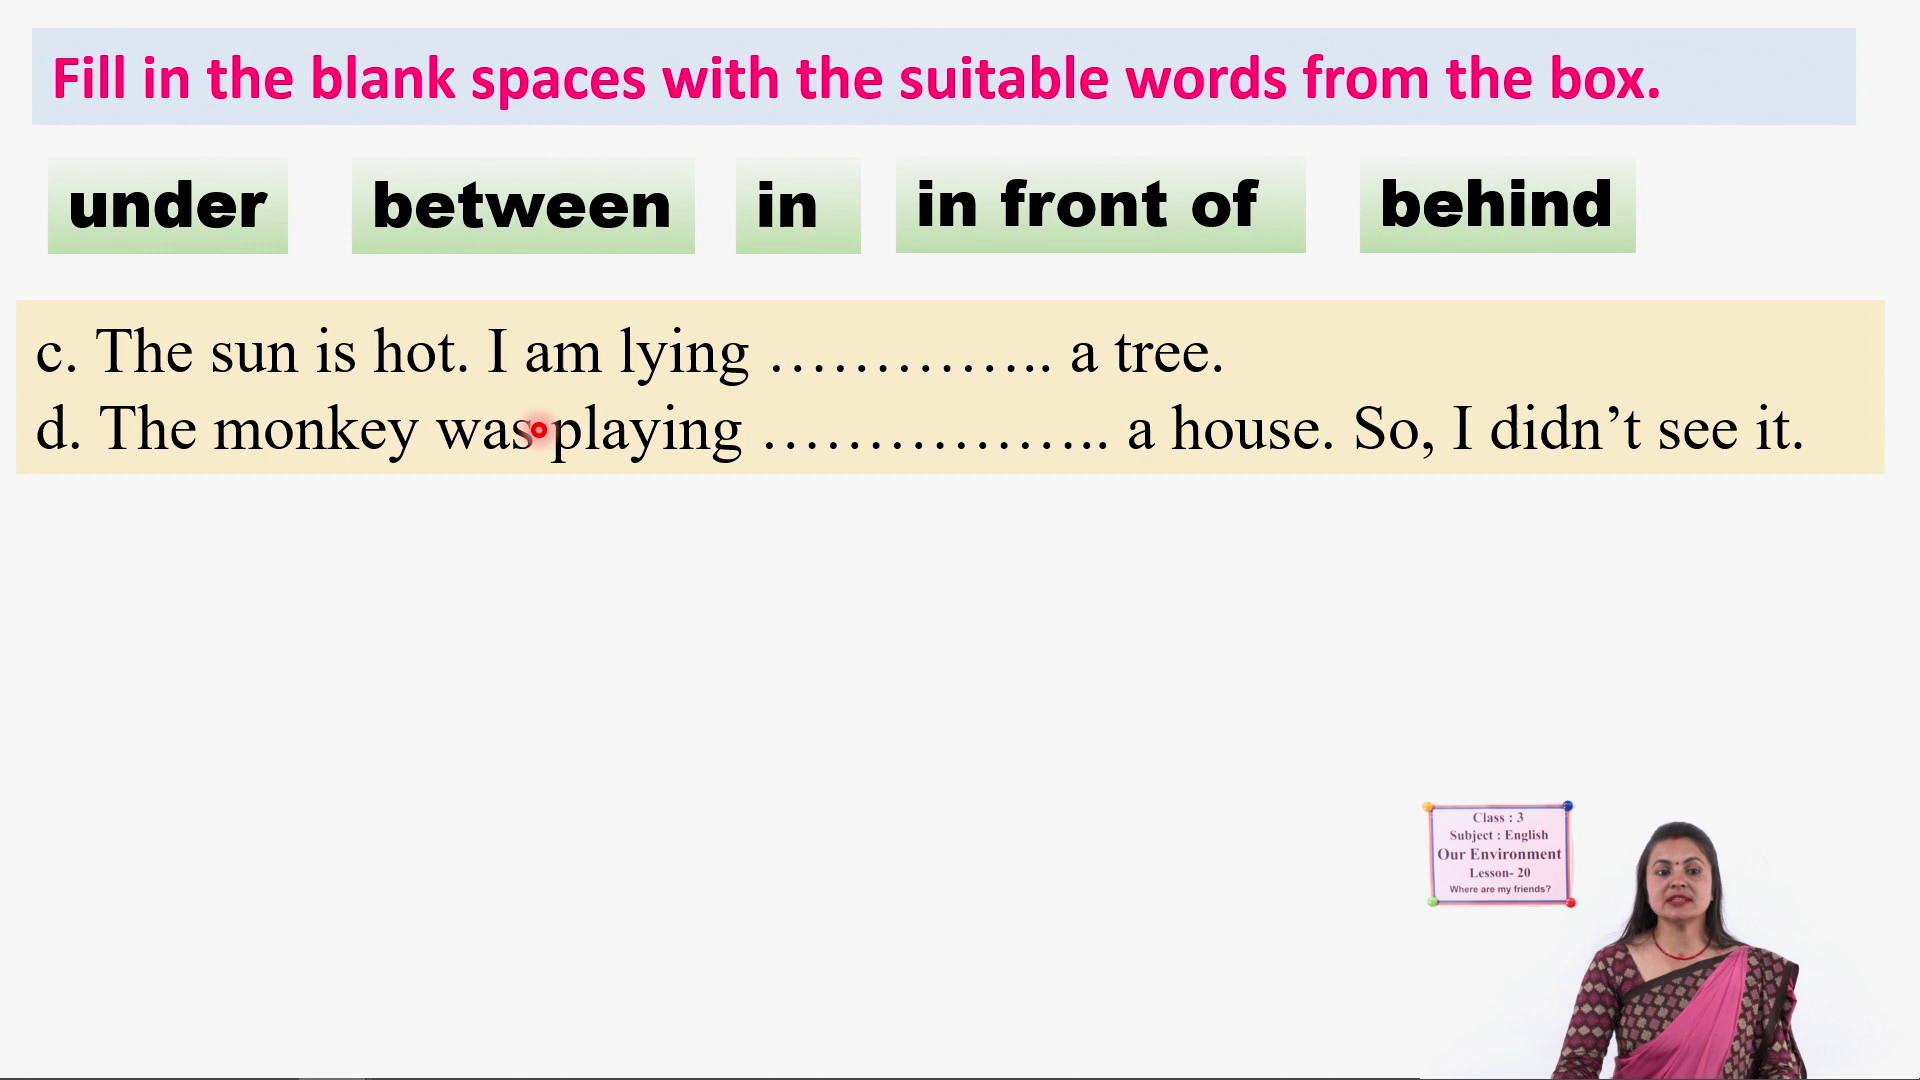 Fill in the blank spaces with the suitable words from the box.
under between in in front of behind
c. The sun is hot. I am lying ………….. a tree.
d. The monkey was playing …………….. a house. So, I didn’t see it.
Class : 3
Subject : English
Our Environment
Lesson- 20
Where are my friends?